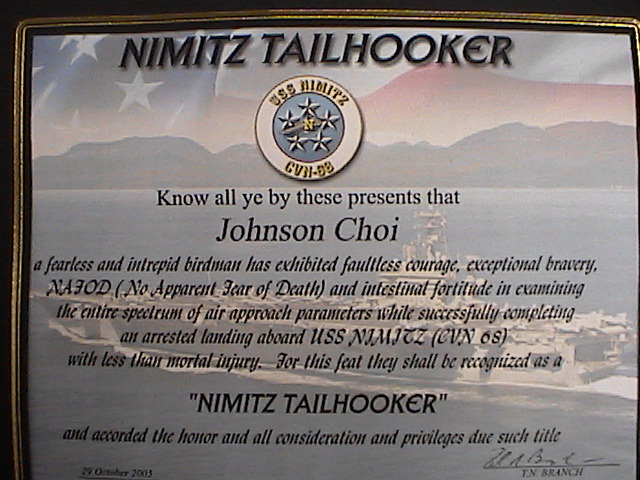 NIMITZ TAILHOOKER
USS NIMITZ
N
CVN-68
Know all ye by these presents that
Johnson Choi
a fearless and intrepid birdman has exhibited faultless courage, exceptional bravery,
NAFOD (No Apparent Fear of Death) and intestinal fortitude in examining
the entire spectrum of air approach parameters while successfully completing
an arrested landing aboard USS NIMITZ (CVN 68)
with less than mortal injury. For this feat they shall be recognized as a
"NIMITZ TAILHOOKER"
and accorded the honor and all consideration and privileges due such title
29 October 2005
T.N. BRANCH